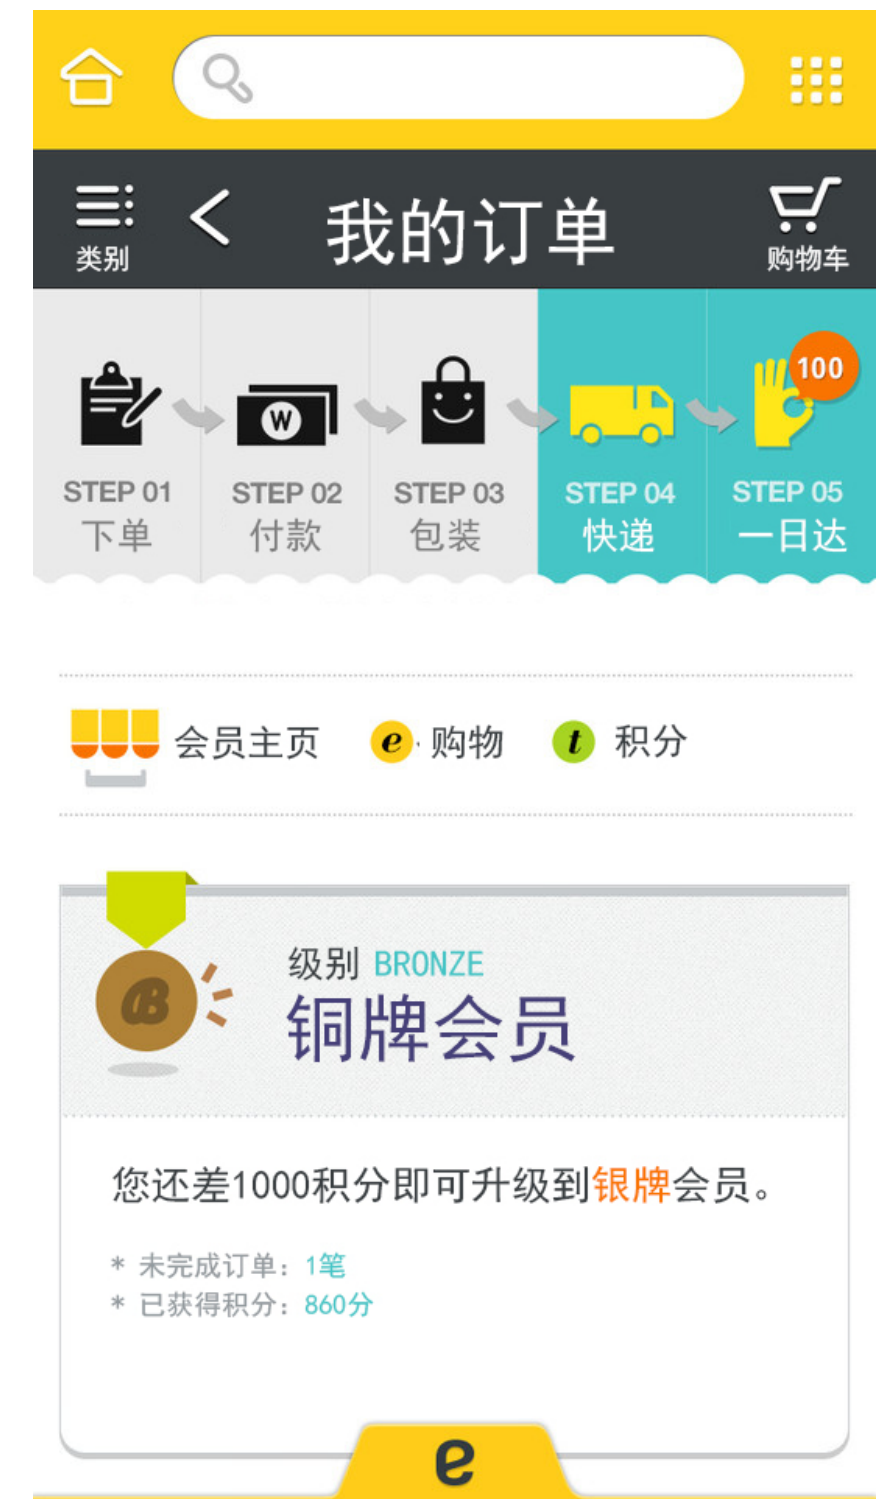 类别
我的订单
购物车
W
100
STEP 01
下单
STEP 02
付款
STEP 03
包装
STEP 04
快递
STEP 05
一日达
会员主页
e 购物
t 积分
B
级别 BRONZE
铜牌会员
您还差1000积分即可升级到银牌会员。
* 未完成订单: 1笔
* 已获得积分: 860分
e